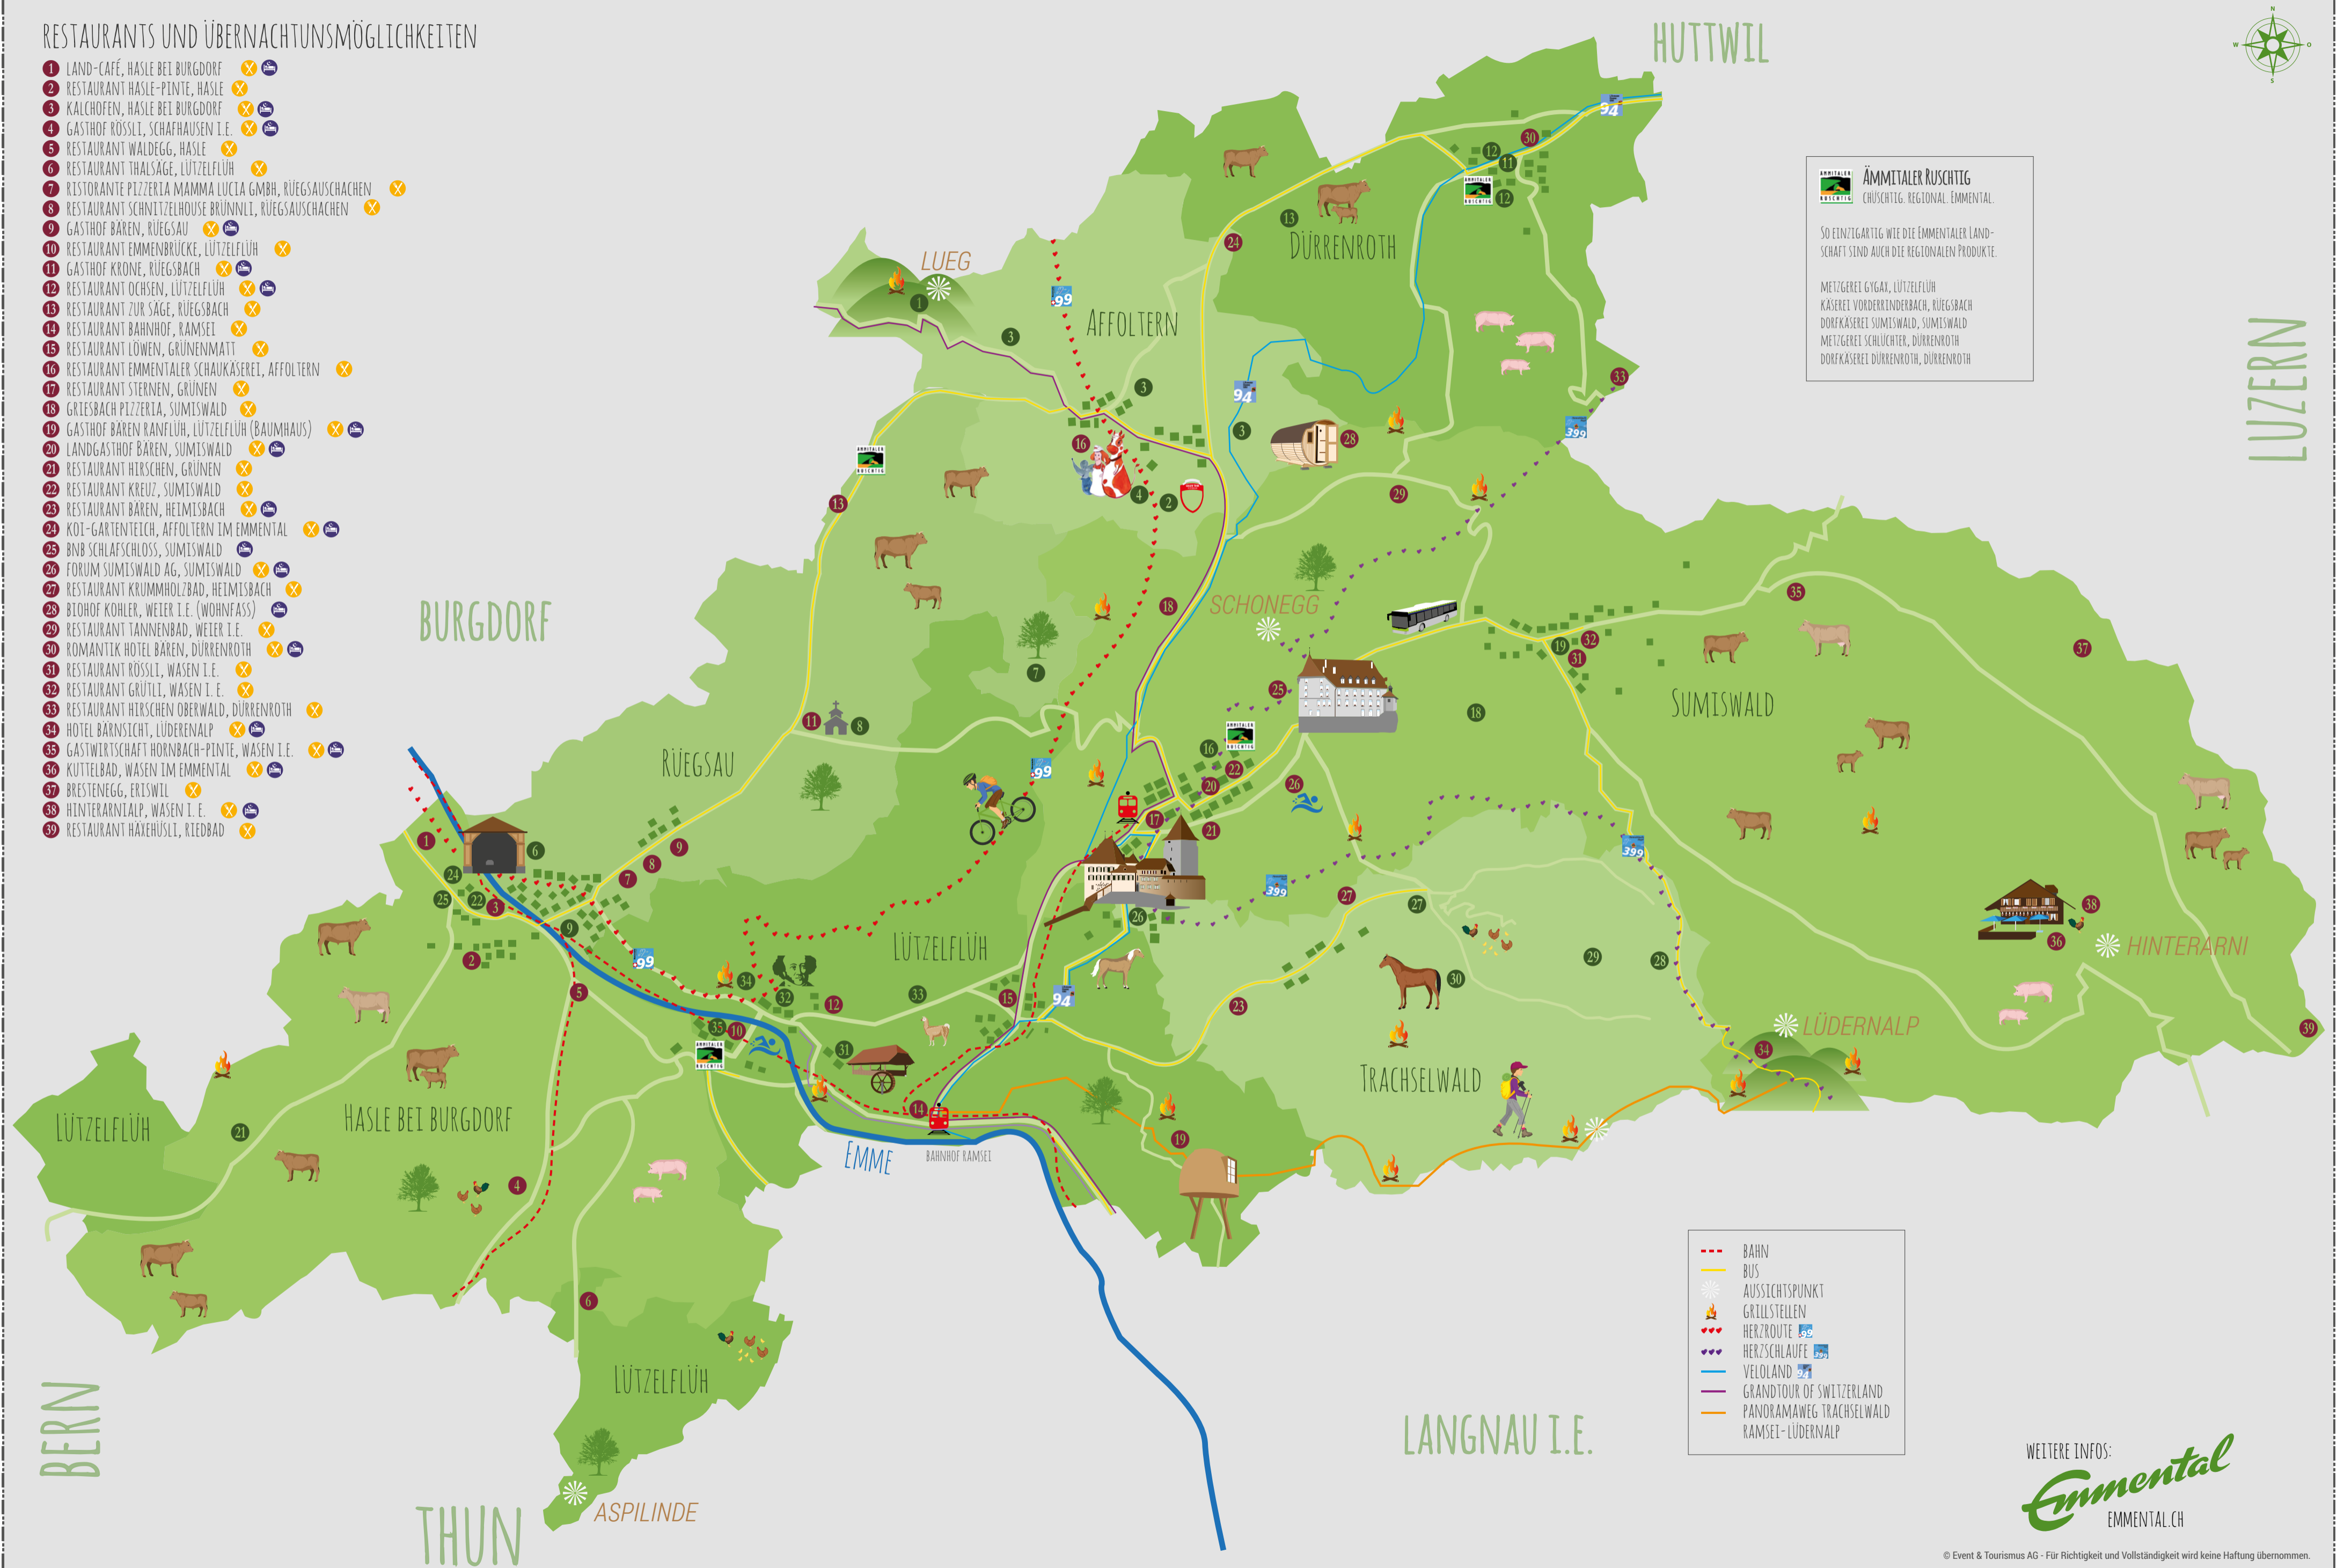 RESTAURANTS UND ÜBERNACHTUNSMÖGLICHKEITEN
1 LAND-CAFÉ, HASLE BEI BURGDORF
2 RESTAURANT HASLE-PINTE, HASLE
3 KALCHOFEN, HASLE BEI BURGDORF
4 GASTHOF RÖSSLI, SCHAFHAUSEN I.E.
5 RESTAURANT WALDEGG, HASLE
6 RESTAURANT THALSÄGE, LÜTZELFLÜH
7 RISTORANTE PIZZERIA MAMMA LUCIA GMBH, RÜEGSAUSCHACHEN
8 RESTAURANT SCHNITZELHOUSE BRÜNNLI, RÜEGSAUSCHACHEN
9 GASTHOF BÄREN, RÜEGSAU
10 RESTAURANT EMMENBRÜCKE, LÜTZELFLÜH
11 GASTHOF KRONE, RÜEGSBACH
12 RESTAURANT OCHSEN, LÜTZELFLÜH
13 RESTAURANT ZUR SÄGE, RÜEGSBACH
14 RESTAURANT BAHNHOF, RAMSEI
15 RESTAURANT LÖWEN, GRÜNENMATT
16 RESTAURANT EMMENTALER SCHAUKÄSEREI, AFFOLTERN
17 RESTAURANT STERNEN, GRÜNEN
18 GRIESBACH PIZZERIA, SUMISWALD
19 GASTHOF BÄREN RANFLÜH, LÜTZELFLÜH (BAUMHAUS)
20 LANDGASTHOF BÄREN, SUMISWALD
21 RESTAURANT HIRSCHEN, GRÜNEN
22 RESTAURANT KREUZ, SUMISWALD
23 RESTAURANT BÄREN, HEIMISBACH
24 KOI-GARTENTEICH, AFFOLTERN IM EMMENTAL
25 BNB SCHLAFSCHLOSS, SUMISWALD
26 FORUM SUMISWALD AG, SUMISWALD
27 RESTAURANT KRUMMHOLZBAD, HEIMISBACH
28 BIOHOF KOHLER, WEIER I.E. (WOHNFASS)
29 RESTAURANT TANNENBAD, WEIER I.E.
30 ROMANTIK HOTEL BÄREN, DÜRRENROTH
31 RESTAURANT RÖSSLI, WASEN I.E.
32 RESTAURANT GRÜTLI, WASEN I. E.
33 RESTAURANT HIRSCHEN OBERWALD, DÜRRENROTH
34 HOTEL BÄRNSICHT, LÜDERENALP
35 GASTWIRTSCHAFT HORNBACH-PINTE, WASEN I.E.
36 KUTTELBAD, WASEN IM EMMENTAL
37 BRESTENEGG, ERISWIL
38 HINTERARNIALP, WASEN I. E.
39 RESTAURANT HÄXEHÜSLI, RIEDBAD
HUTTWIL
N
W O
S
ÄMMITALER RUSCHTIG
CHÜSCHTIG. REGIONAL. EMMENTAL.
SO EINZIGARTIG WIE DIE EMMENTALER LAND-
SCHAFT SIND AUCH DIE REGIONALEN PRODUKTE.
METZGEREI GYGAX, LÜTZELFLÜH
KÄSEREI VORDERRINDERBACH, RÜEGSBACH
DORFKÄSEREI SUMISWALD, SUMISWALD
METZGEREI SCHLÜCHTER, DÜRRENROTH
DORFKÄSEREI DÜRRENROTH, DÜRRENROTH
LUZERN
DÜRRENROTH
LUEG
AFFOLTERN
BURGDORF
SCHONEGG
SUMISWALD
RÜEGSAU
LÜTZELFLÜH
HINTERARNI
LÜDERNALP
TRACHSELWALD
HASLE BEI BURGDORF
LÜTZELFLÜH
EMME
BAHNHOF RAMSEI
LÜTZELFLÜH
BERN
THUN
ASPILINDE
LANGNAU I.E.
BAHN
BUS
AUSSICHTSPUNKT
GRILLSTELLEN
HERZROUTE 99
HERZSCHLAUFE 399
VELOLAND 94
GRANDTOUR OF SWITZERLAND
PANORAMAWEG TRACHSELWALD
RAMSEI-LÜDERNALP
WEITERE INFOS:
Emmental
EMMENTAL.CH
© Event & Tourismus AG - Für Richtigkeit und Vollständigkeit wird keine Haftung übernommen.